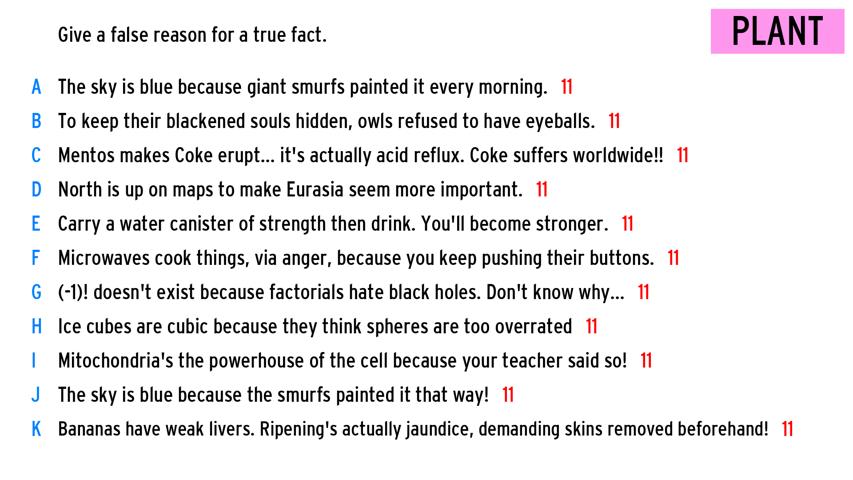 Give a false reason for a true fact.
PLANT
A The sky is blue because giant smurfs painted it every morning. 11
B To keep their blackened souls hidden, owls refused to have eyeballs. 11
C Mentos makes Coke erupt... it's actually acid reflux. Coke suffers worldwide!! 11
D North is up on maps to make Eurasia seem more important. 11
E Carry a water canister of strength then drink. You'll become stronger. 11
F Microwaves cook things, via anger, because you keep pushing their buttons. 11
G (-1)! doesn't exist because factorials hate black holes. Don't know why... 11
H Ice cubes are cubic because they think spheres are too overrated 11
I Mitochondria's the powerhouse of the cell because your teacher said so! 11
J The sky is blue because the smurfs painted it that way! 11
K Bananas have weak livers. Ripening's actually jaundice, demanding skins removed beforehand! 11